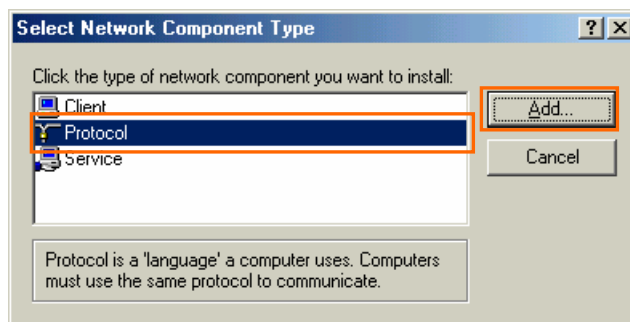 Select Network Component Type
Click the type of network component you want to install:
Client
Protocol
Service
Add...
Cancel
Protocol is a 'language' a computer uses. Computers
must use the same protocol to communicate.